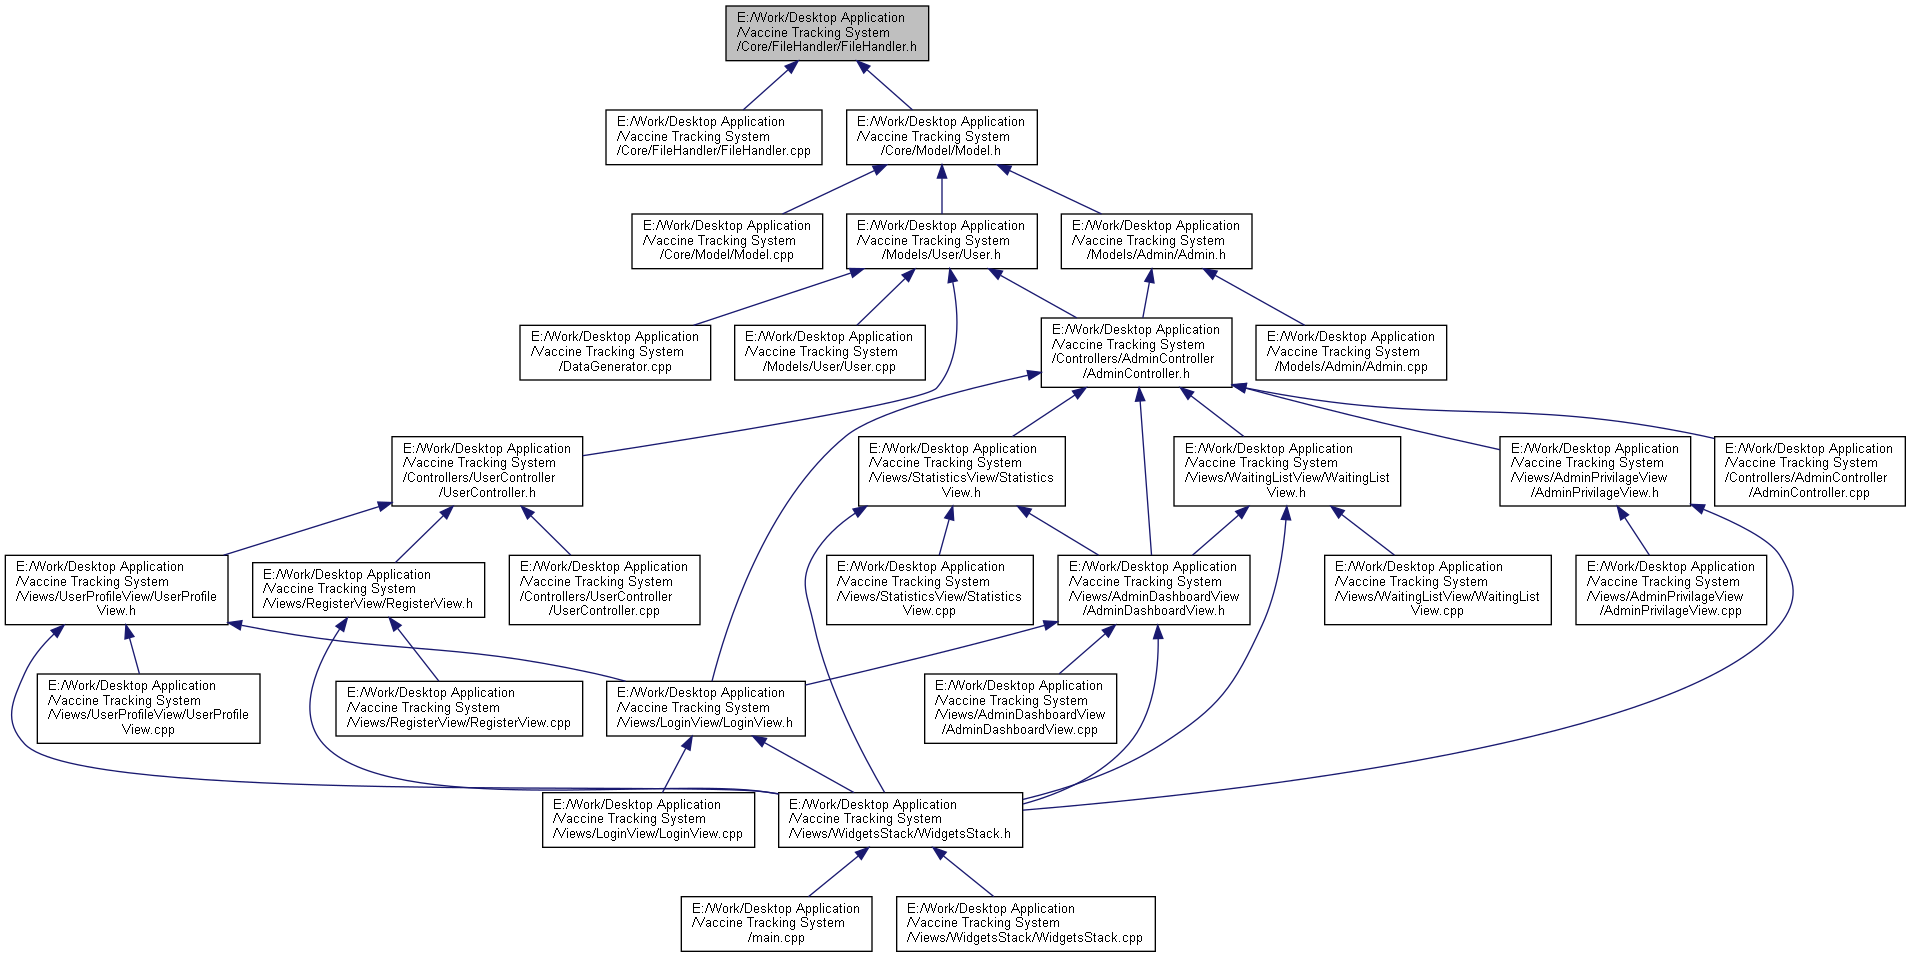 E:/Work/Desktop Application
/Vaccine Tracking System
/Core/FileHandler/FileHandler.h
E:/Work/Desktop Application
/Vaccine Tracking System
/Core/FileHandler/FileHandler.cpp
E:/Work/Desktop Application
/Vaccine Tracking System
/Core/Model/Model.h
E:/Work/Desktop Application
/Vaccine Tracking System
/Core/Model/Model.cpp
E:/Work/Desktop Application
/Vaccine Tracking System
/Models/User/User.h
E:/Work/Desktop Application
/Vaccine Tracking System
/Models/Admin/Admin.h
E:/Work/Desktop Application
/Vaccine Tracking System
/DataGenerator.cpp
E:/Work/Desktop Application
/Vaccine Tracking System
/Models/User/User.cpp
E:/Work/Desktop Application
/Vaccine Tracking System
/Controllers/AdminController
/AdminController.h
E:/Work/Desktop Application
/Vaccine Tracking System
/Models/Admin/Admin.cpp
E:/Work/Desktop Application
/Vaccine Tracking System
/Controllers/UserController
/UserController.h
E:/Work/Desktop Application
/Vaccine Tracking System
/Views/StatisticsView/Statistics
View.h
E:/Work/Desktop Application
/Vaccine Tracking System
/Views/WaitingListView/WaitingList
View.h
E:/Work/Desktop Application
/Vaccine Tracking System
/Views/AdminPrivilageView
/AdminPrivilageView.h
E:/Work/Desktop Application
/Vaccine Tracking System
/Controllers/AdminController
/AdminController.cpp
E:/Work/Desktop Application
/Vaccine Tracking System
/Views/UserProfileView/UserProfile
View.h
E:/Work/Desktop Application
/Vaccine Tracking System
/Views/RegisterView/RegisterView.h
E:/Work/Desktop Application
/Vaccine Tracking System
/Controllers/UserController
/UserController.cpp
E:/Work/Desktop Application
/Vaccine Tracking System
/Views/StatisticsView/Statistics
View.cpp
E:/Work/Desktop Application
/Vaccine Tracking System
/Views/AdminDashboardView
/AdminDashboardView.h
E:/Work/Desktop Application
/Vaccine Tracking System
/Views/WaitingListView/WaitingList
View.cpp
E:/Work/Desktop Application
/Vaccine Tracking System
/Views/AdminPrivilageView
/AdminPrivilageView.cpp
E:/Work/Desktop Application
/Vaccine Tracking System
/Views/UserProfileView/UserProfile
View.cpp
E:/Work/Desktop Application
/Vaccine Tracking System
/Views/RegisterView/RegisterView.cpp
E:/Work/Desktop Application
/Vaccine Tracking System
/Views/LoginView/LoginView.h
E:/Work/Desktop Application
/Vaccine Tracking System
/Views/AdminDashboardView
/AdminDashboardView.cpp
E:/Work/Desktop Application
/Vaccine Tracking System
/Views/LoginView/LoginView.cpp
E:/Work/Desktop Application
/Vaccine Tracking System
/Views/WidgetsStack/WidgetsStack.h
E:/Work/Desktop Application
/Vaccine Tracking System
/main.cpp
E:/Work/Desktop Application
/Vaccine Tracking System
/Views/WidgetsStack/WidgetsStack.cpp